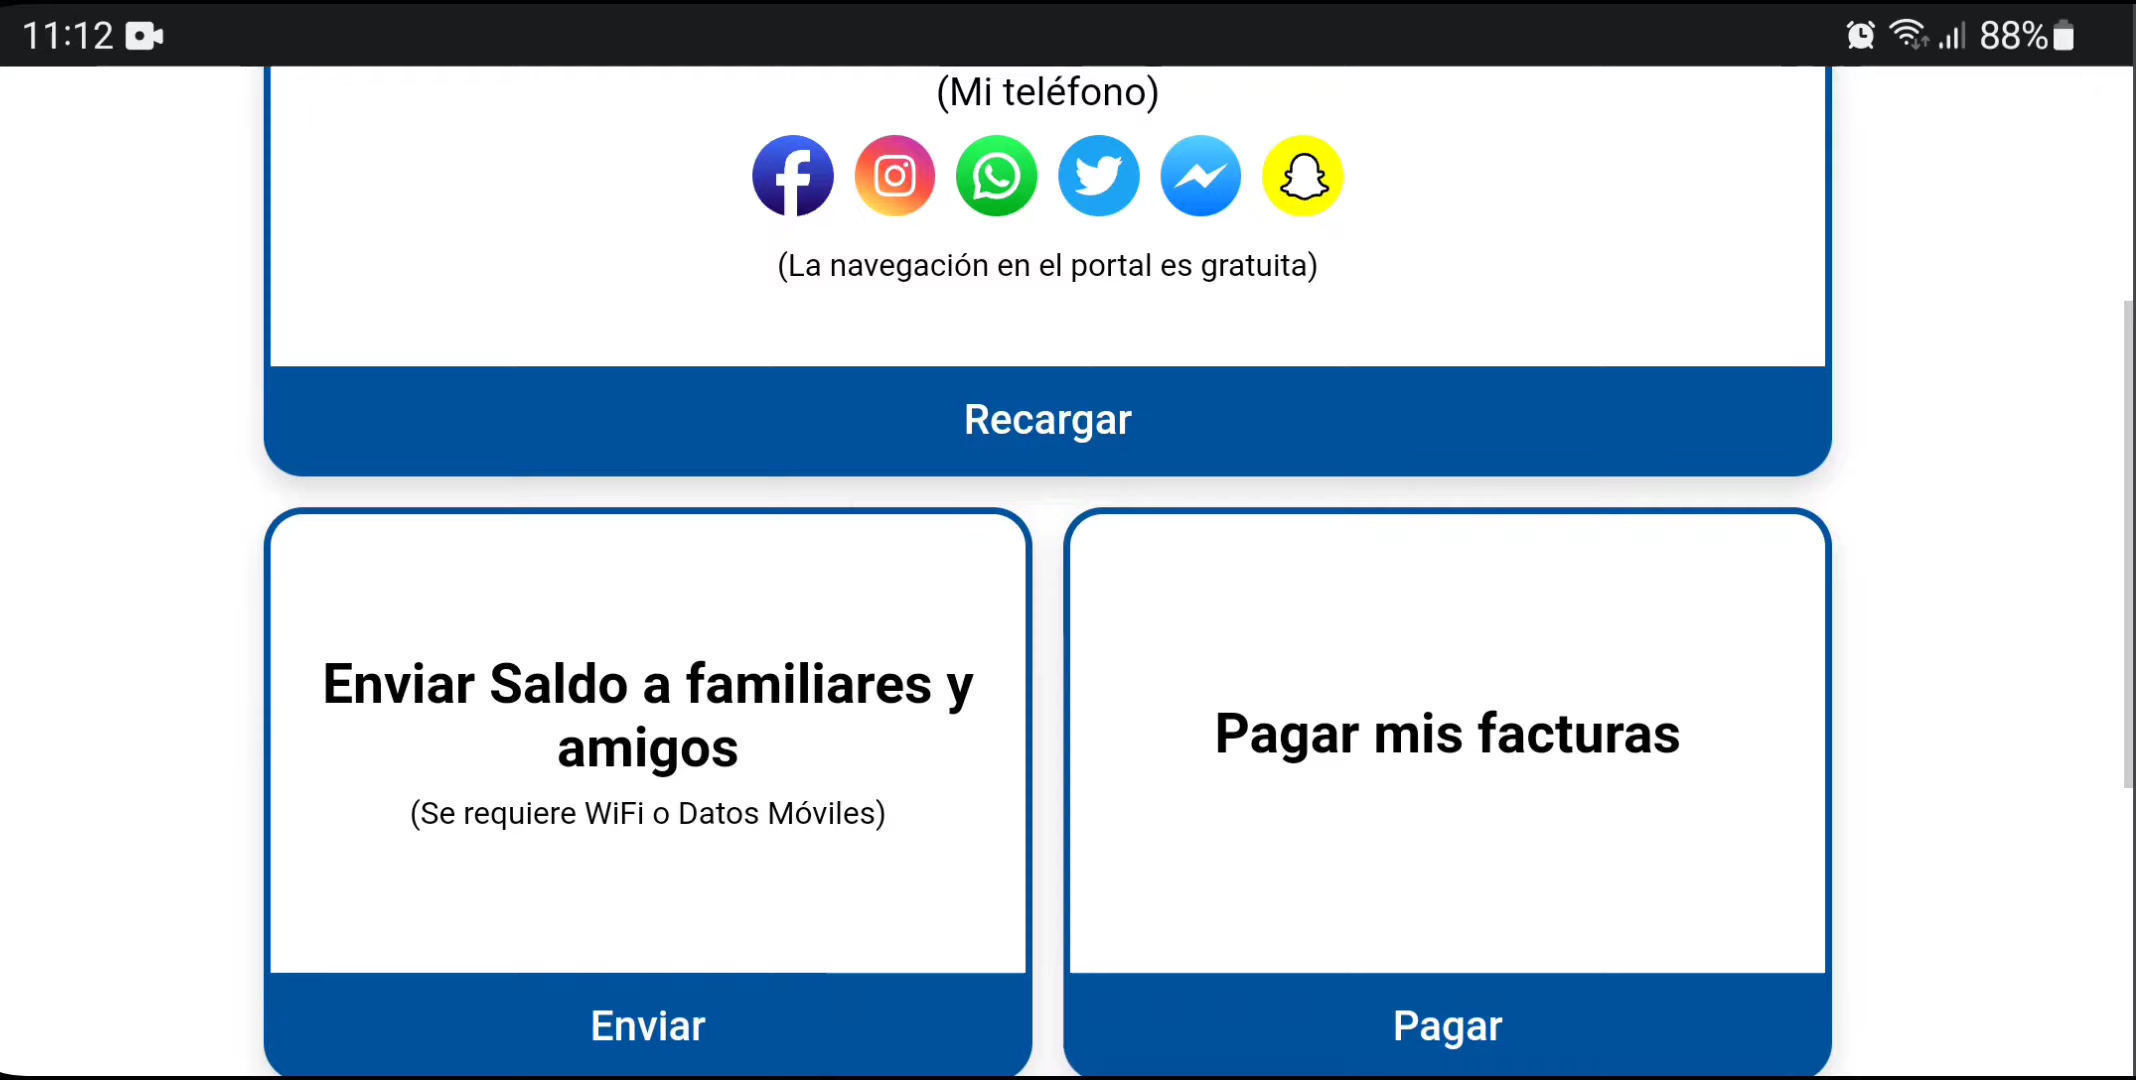 11:12 88%
(Mi teléfono)
(La navegación en el portal es gratuita)
Recargar
Enviar Saldo a familiares y
amigos
(Se requiere WiFi o Datos Móviles)
Enviar
Pagar mis facturas
Pagar